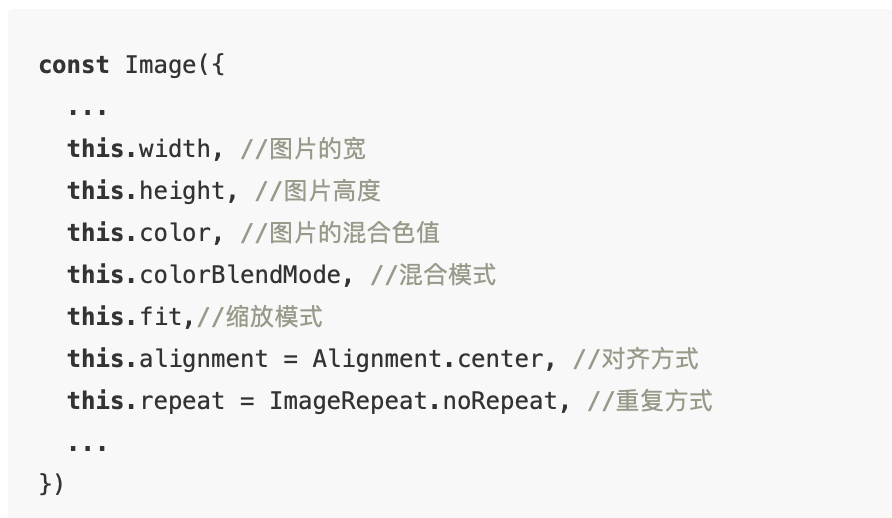 const Image({
  ...
  this.width, //图片的宽
  this.height, //图片高度
  this.color, //图片的混合色值
  this.colorBlendMode, //混合模式
  this.fit,//缩放模式
  this.alignment = Alignment.center, //对齐方式
  this.repeat = ImageRepeat.noRepeat, //重复方式
  ...
})